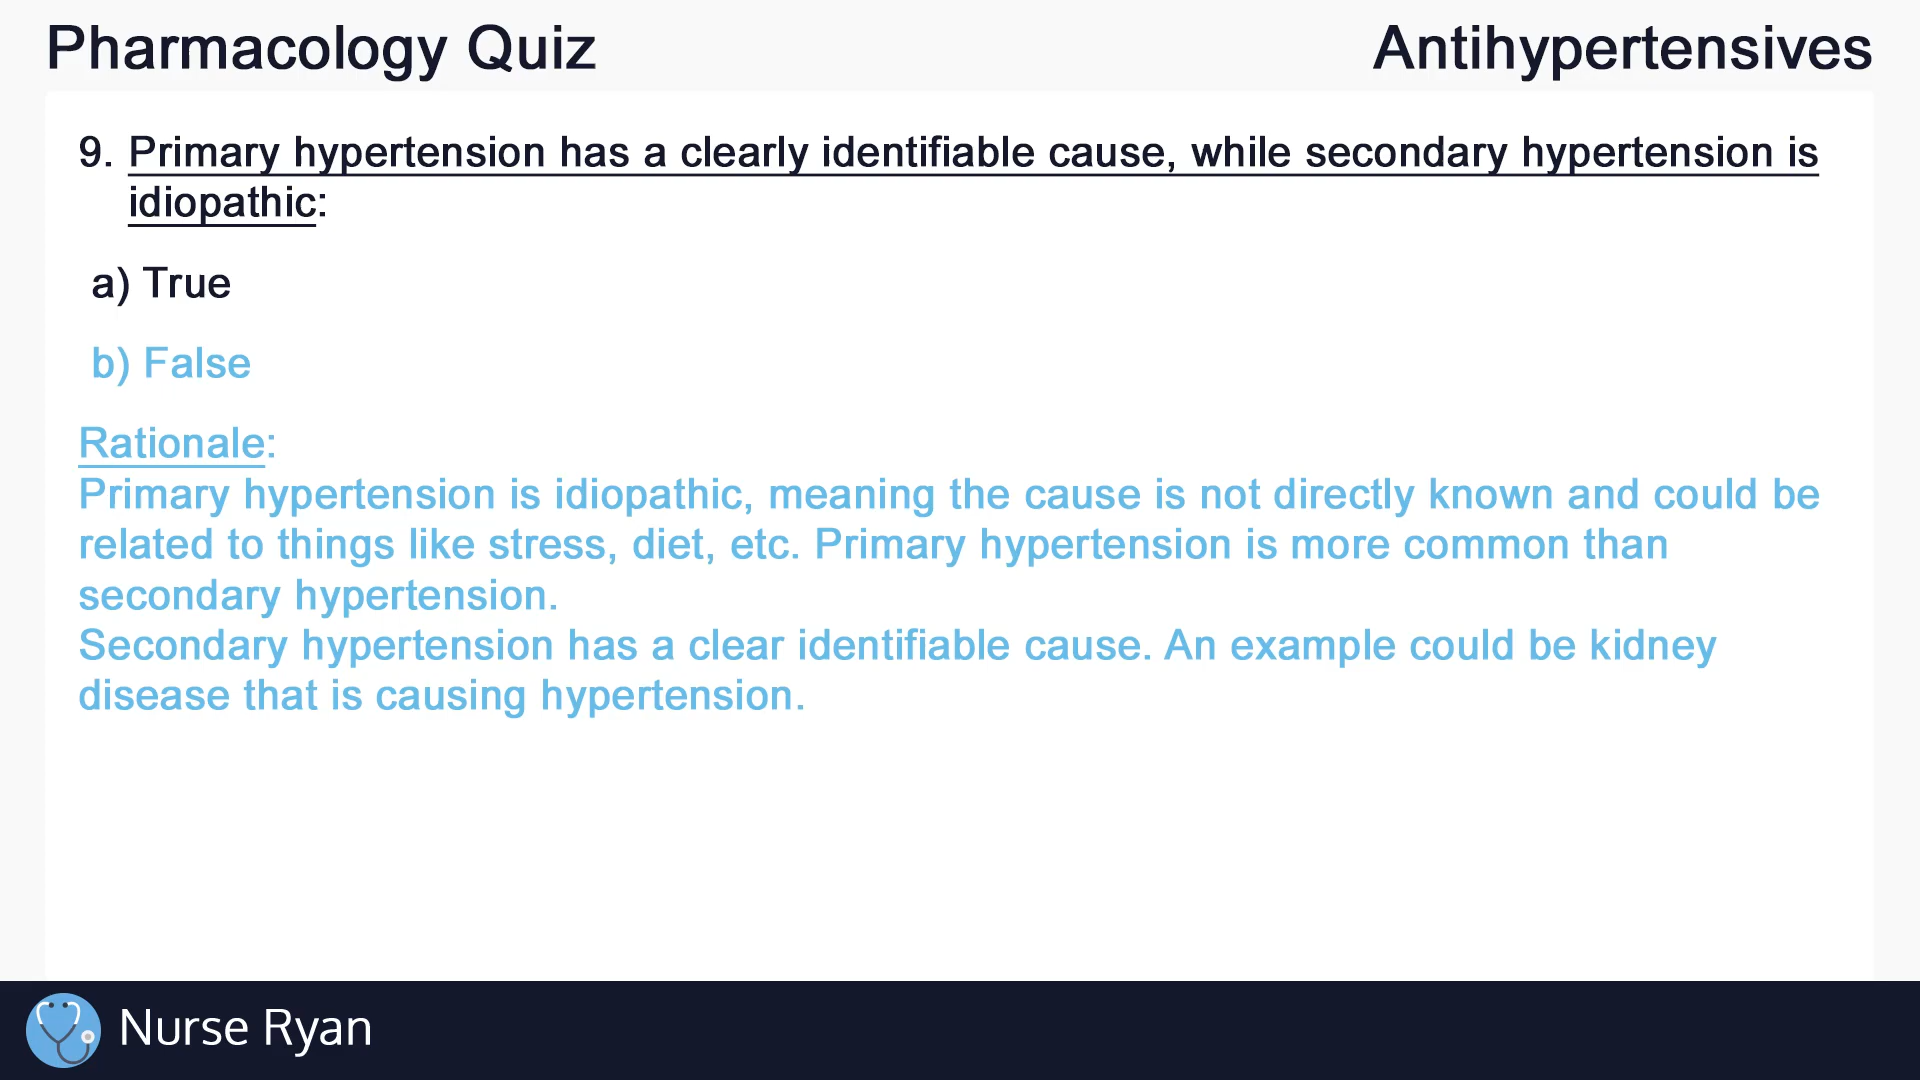 Pharmacology Quiz
Antihypertensives
9. Primary hypertension has a clearly identifiable cause, while secondary hypertension is
idiopathic:
a) True
b) False
Rationale:
Primary hypertension is idiopathic, meaning the cause is not directly known and could be
related to things like stress, diet, etc. Primary hypertension is more common than
secondary hypertension.
Secondary hypertension has a clear identifiable cause. An example could be kidney
disease that is causing hypertension.
Nurse Ryan